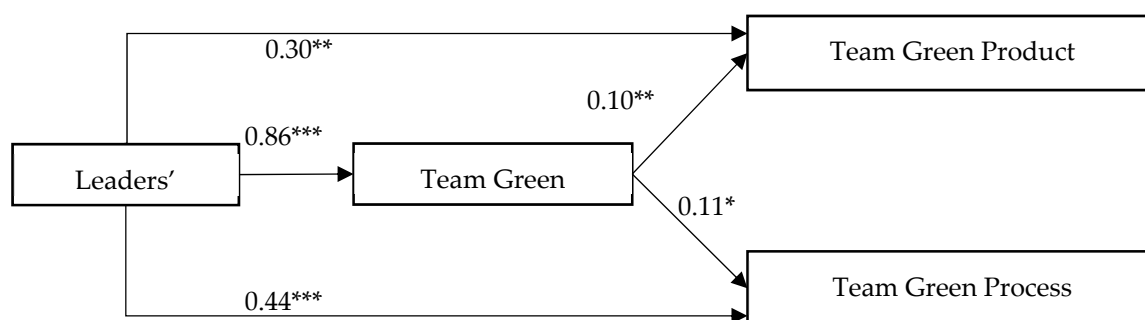 0.30**
Team Green Product
0.10**
0.86***
Leaders’
Team Green
0.11*
Team Green Process
0.44***